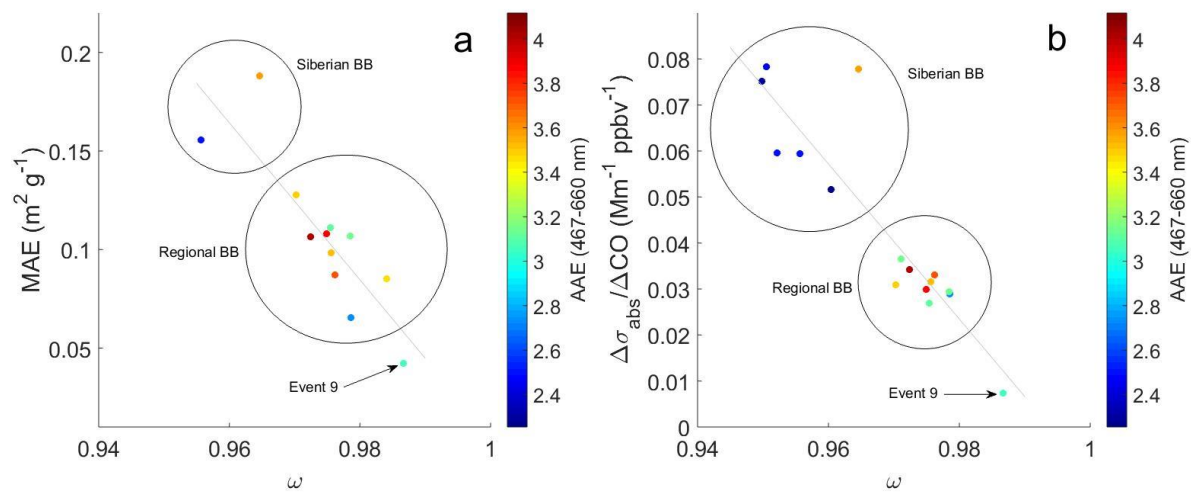 a
MAE (m² g⁻¹)
0.2
0.15
0.1
0.05
0.94
0.96
0.98
1
ω
Siberian BB
Regional BB
Event 9
4
3.8
3.6
3.4
3.2
3
2.8
2.6
2.4
AAE (467-660 nm)
b
Δσabs/ΔCO (Mm⁻¹ ppbv⁻¹)
0.08
0.07
0.06
0.05
0.04
0.03
0.02
0.01
0
0.94
0.96
0.98
1
ω
Siberian BB
Regional BB
Event 9
4
3.8
3.6
3.4
3.2
3
2.8
2.6
2.4
AAE (467-660 nm)